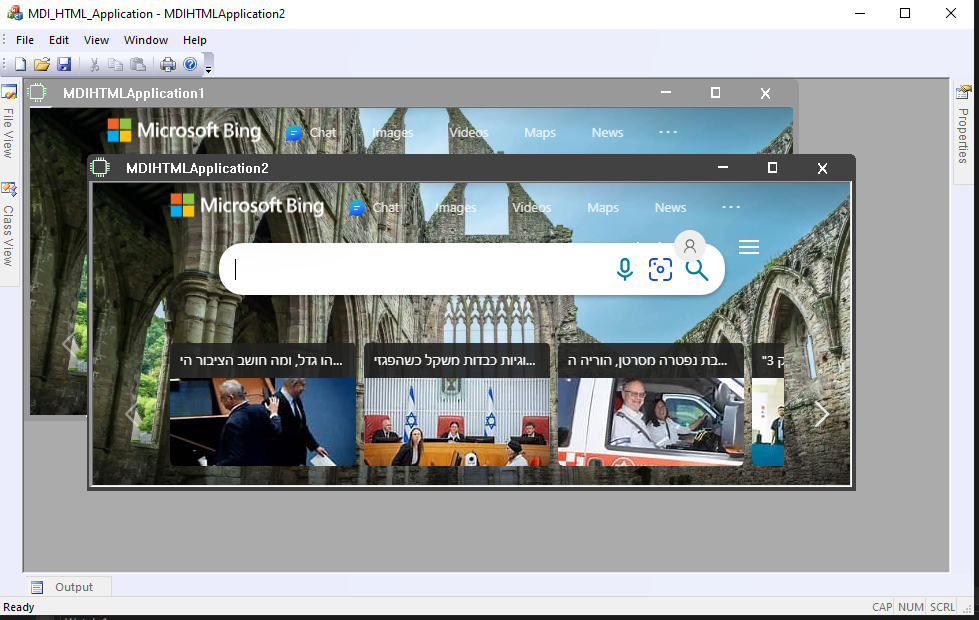 MDI_HTML_Application - MDIHTMLApplication2
File Edit View Window Help
MDIHTMLApplication1
Microsoft Bing Chat Images Videos Maps News ...
MDIHTMLApplication2
Microsoft Bing Chat Images Videos Maps News ...
הו גדל, ומה חושב הציבור הי...
וגיות כבדות משקל כשהפגזי...
בת נפטרה מסרטן, הוריה ה...
ק 3"
File View
Class View
Properties
Output
Ready CAP NUM SCRL